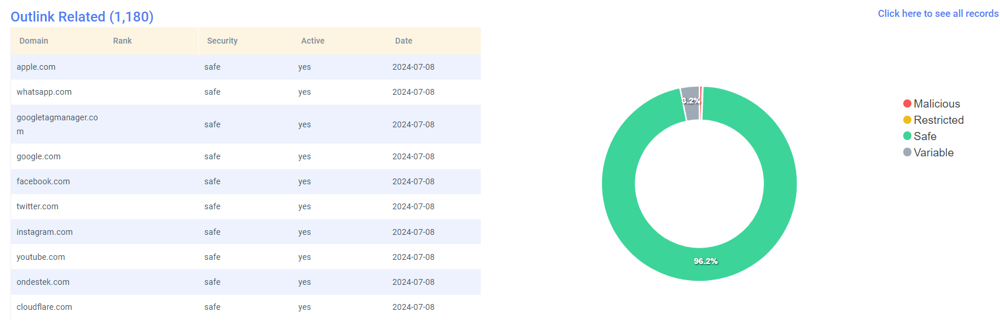 Outlink Related (1,180)
Click here to see all records
Domain Rank Security Active Date
apple.com safe yes 2024-07-08
whatsapp.com safe yes 2024-07-08
googletagmanager.co
m safe yes 2024-07-08
google.com safe yes 2024-07-08
facebook.com safe yes 2024-07-08
twitter.com safe yes 2024-07-08
instagram.com safe yes 2024-07-08
youtube.com safe yes 2024-07-08
ondestek.com safe yes 2024-07-08
cloudflare.com safe yes 2024-07-08
3.2%
96.2%
Malicious
Restricted
Safe
Variable